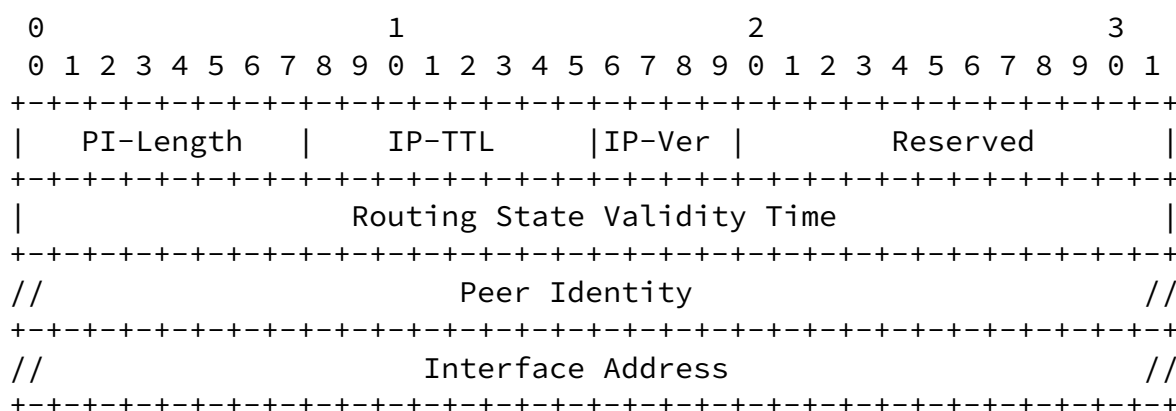 0                   1                   2                   3
 0 1 2 3 4 5 6 7 8 9 0 1 2 3 4 5 6 7 8 9 0 1 2 3 4 5 6 7 8 9 0 1
+-+-+-+-+-+-+-+-+-+-+-+-+-+-+-+-+-+-+-+-+-+-+-+-+-+-+-+-+-+-+-+-+
|   PI-Length   |    IP-TTL     |IP-Ver |        Reserved       |
+-+-+-+-+-+-+-+-+-+-+-+-+-+-+-+-+-+-+-+-+-+-+-+-+-+-+-+-+-+-+-+-+
|                  Routing State Validity Time                  |
+-+-+-+-+-+-+-+-+-+-+-+-+-+-+-+-+-+-+-+-+-+-+-+-+-+-+-+-+-+-+-+-+
//                       Peer Identity                         //
+-+-+-+-+-+-+-+-+-+-+-+-+-+-+-+-+-+-+-+-+-+-+-+-+-+-+-+-+-+-+-+-+
//                     Interface Address                       //
+-+-+-+-+-+-+-+-+-+-+-+-+-+-+-+-+-+-+-+-+-+-+-+-+-+-+-+-+-+-+-+-+